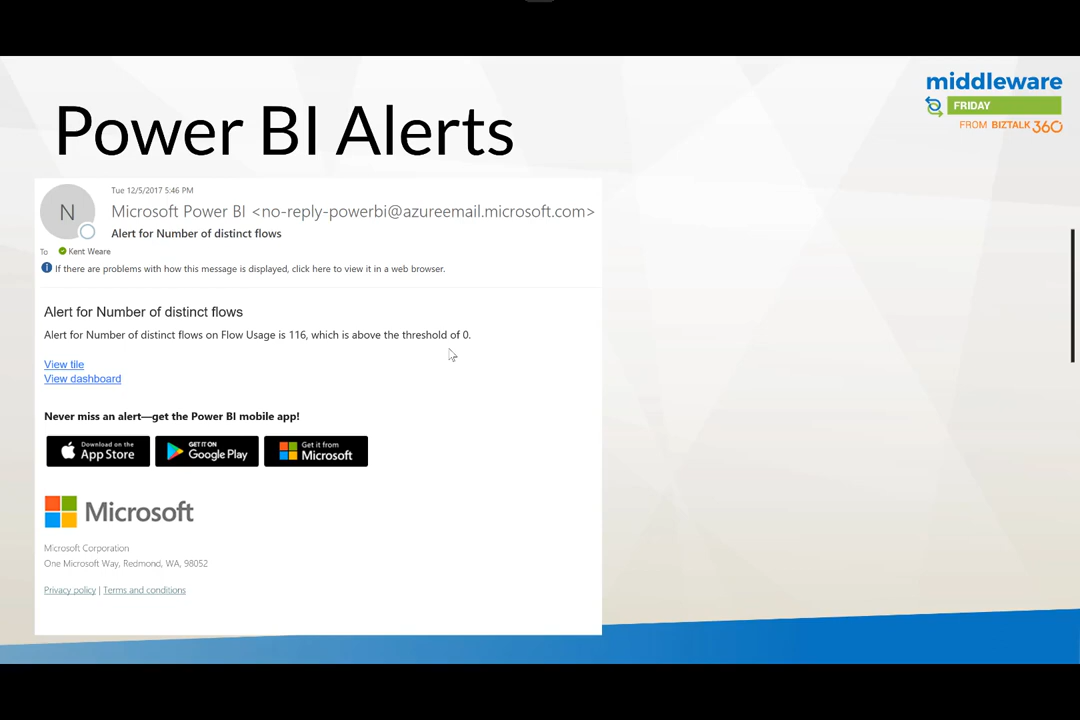 middleware
FRIDAY
FROM BIZTALK 360
Power BI Alerts
Tue 12/5/2017 5:46 PM
N
Microsoft Power BI <no-reply-powerbi@azureemail.microsoft.com>
Alert for Number of distinct flows
To Kent Weare
i If there are problems with how this message is displayed, click here to view it in a web browser.
Alert for Number of distinct flows
Alert for Number of distinct flows on Flow Usage is 116, which is above the threshold of 0.
View tile
View dashboard
Never miss an alert—get the Power BI mobile app!
Download on the
App Store
GET IT ON
Google Play
Get it from
Microsoft
Microsoft
Microsoft Corporation
One Microsoft Way, Redmond, WA, 98052
Privacy policy | Terms and conditions